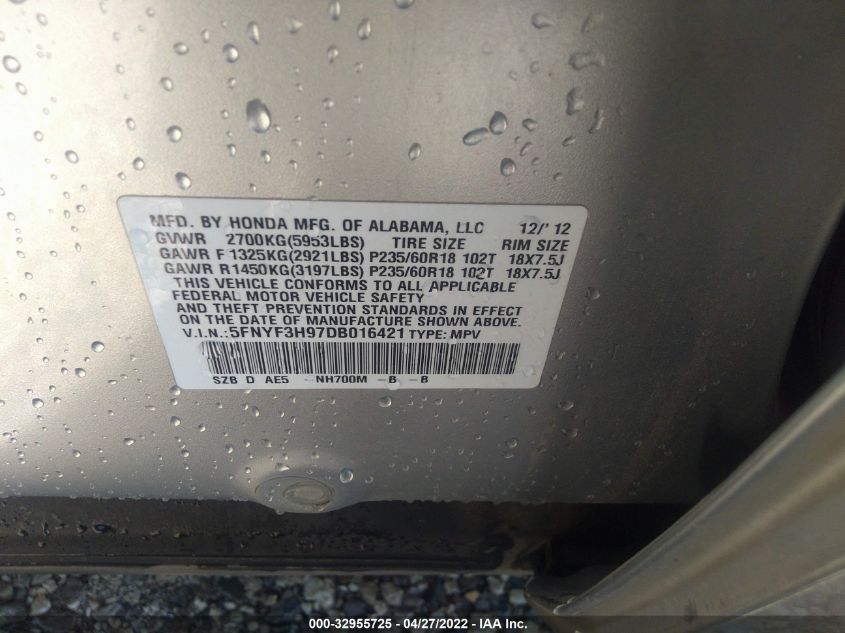 MFD. BY HONDA MFG. OF ALABAMA, LLC 12/'12
GVWR 2700KG(5953LBS) TIRE SIZE RIM SIZE
GAWR F 1325KG(2921LBS) P235/60R18 102T 18X7.5J
GAWR R1450KG(3197LBS) P235/60R18 102T 18X7.5J
THIS VEHICLE CONFORMS TO ALL APPLICABLE
FEDERAL MOTOR VEHICLE SAFETY
AND THEFT PREVENTION STANDARDS IN EFFECT
ON THE DATE OF MANUFACTURE SHOWN ABOVE.
V.I.N.:5FNYF3H97DB016421 TYPE: MPV
SZB D AE5 --NH700M -B -B
000-32955725 - 04/27/2022 - IAA Inc.